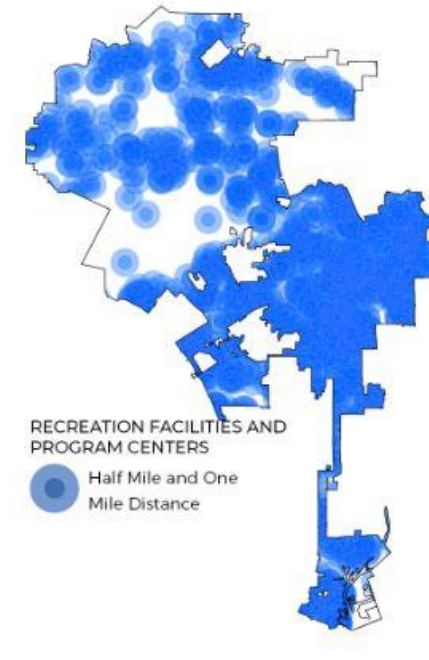 RECREATION FACILITIES AND
PROGRAM CENTERS
Half Mile and One
Mile Distance